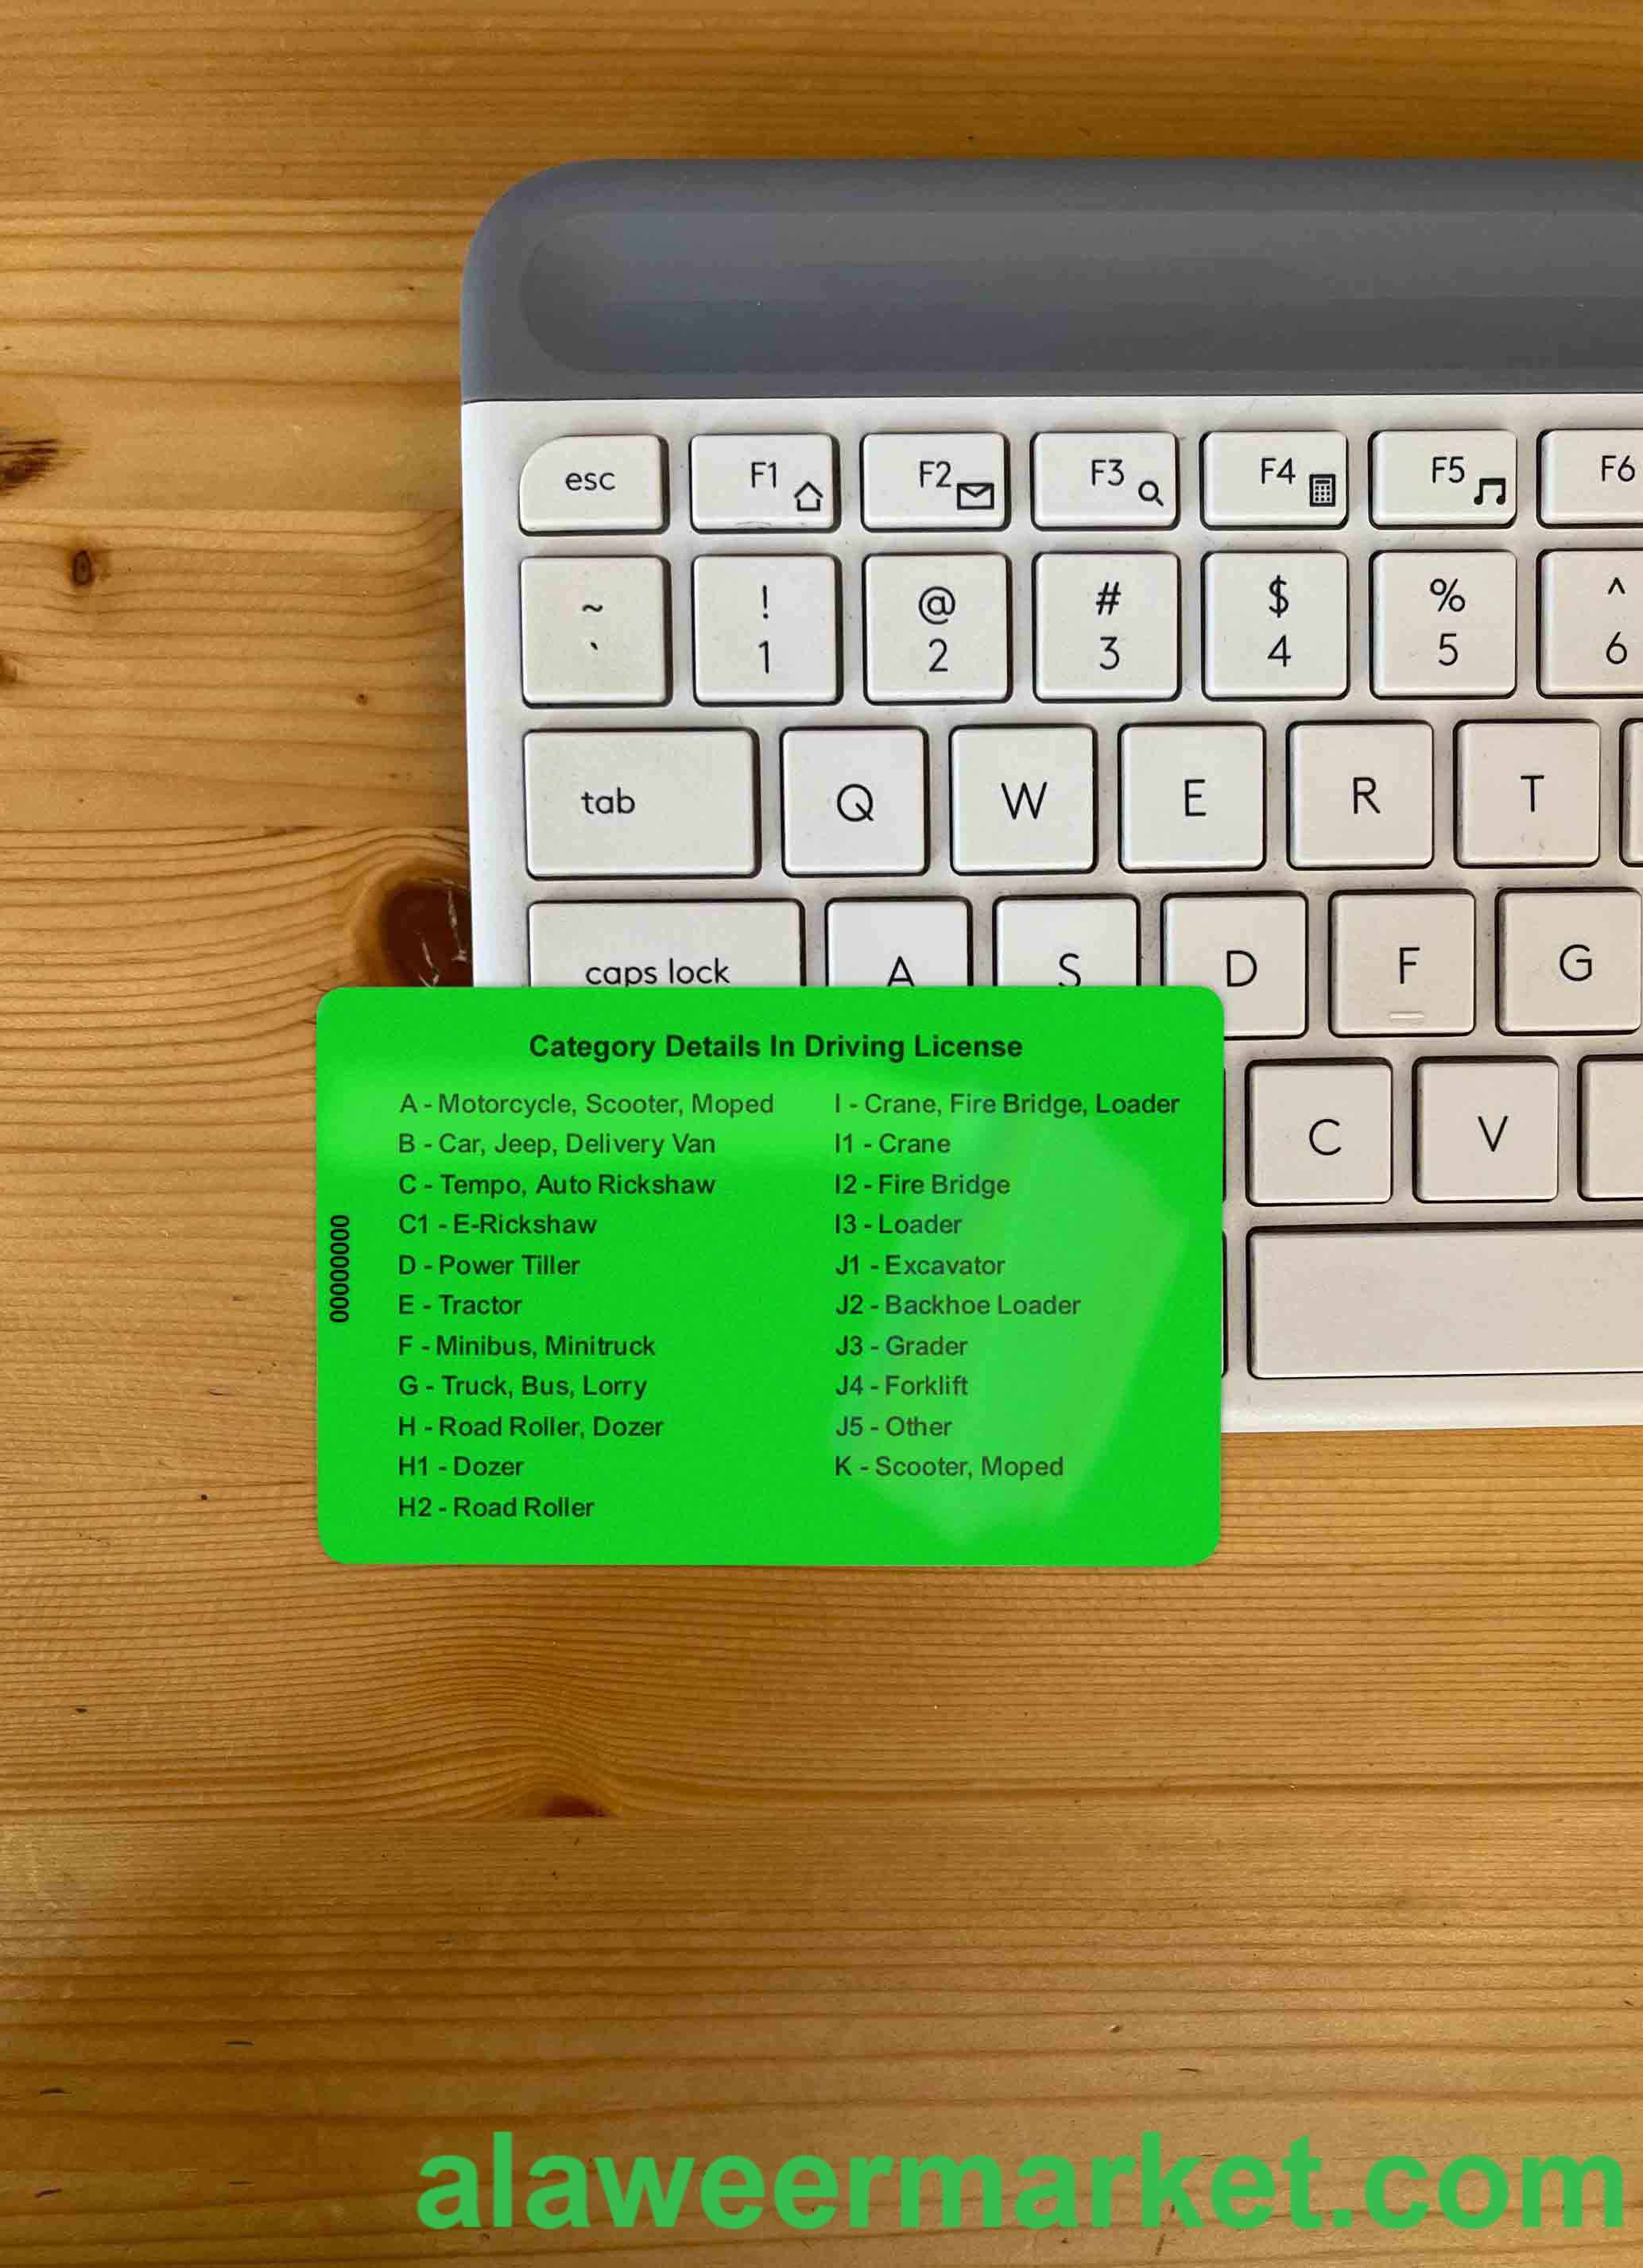 esc F1 F2 F3 F4 F5 F6
~ ! @ # $ % ^
` 1 2 3 4 5 6
tab Q W E R T
caps lock A S D F G
C V
Category Details In Driving License
A - Motorcycle, Scooter, Moped
B - Car, Jeep, Delivery Van
C - Tempo, Auto Rickshaw
C1 - E-Rickshaw
D - Power Tiller
E - Tractor
F - Minibus, Minitruck
G - Truck, Bus, Lorry
H - Road Roller, Dozer
H1 - Dozer
H2 - Road Roller
I - Crane, Fire Bridge, Loader
I1 - Crane
I2 - Fire Bridge
I3 - Loader
J1 - Excavator
J2 - Backhoe Loader
J3 - Grader
J4 - Forklift
J5 - Other
K - Scooter, Moped
00000000
alaweermarket.com